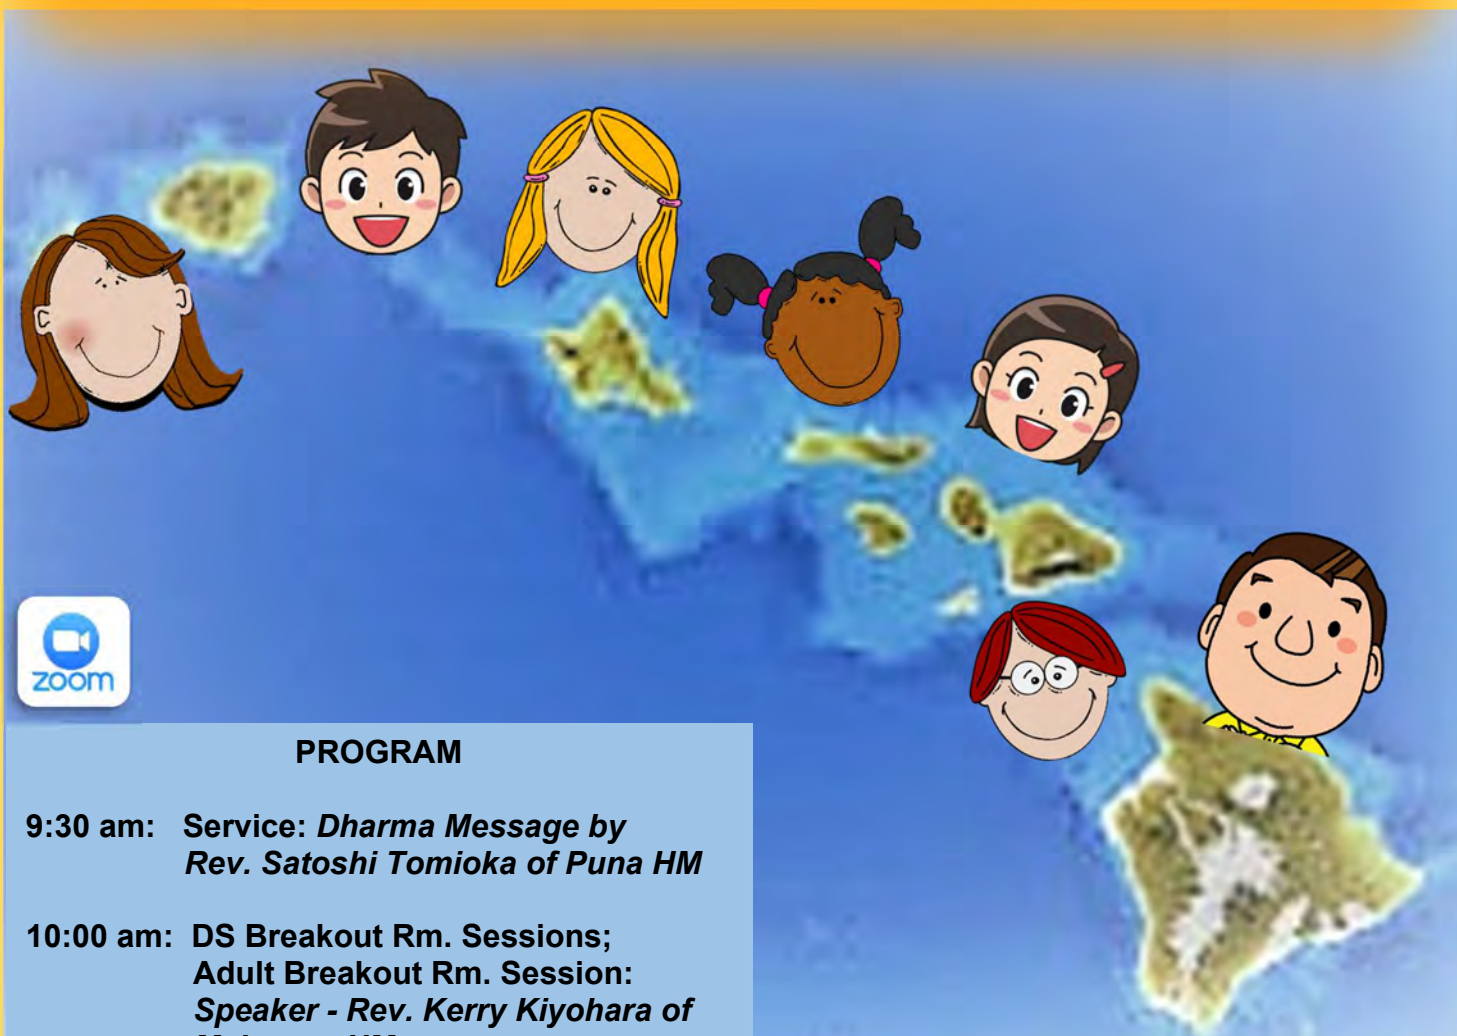 zoom
PROGRAM
9:30 am: Service: Dharma Message by
Rev. Satoshi Tomioka of Puna HM
10:00 am: DS Breakout Rm. Sessions;
Adult Breakout Rm. Session:
Speaker - Rev. Kerry Kiyohara of